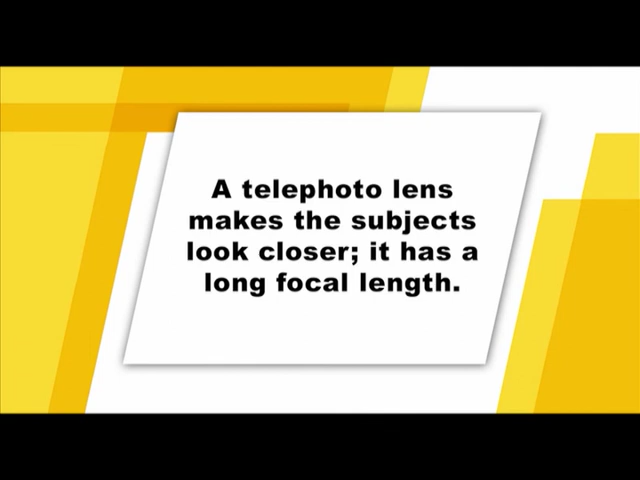 A telephoto lens
makes the subjects
look closer; it has a
long focal length.